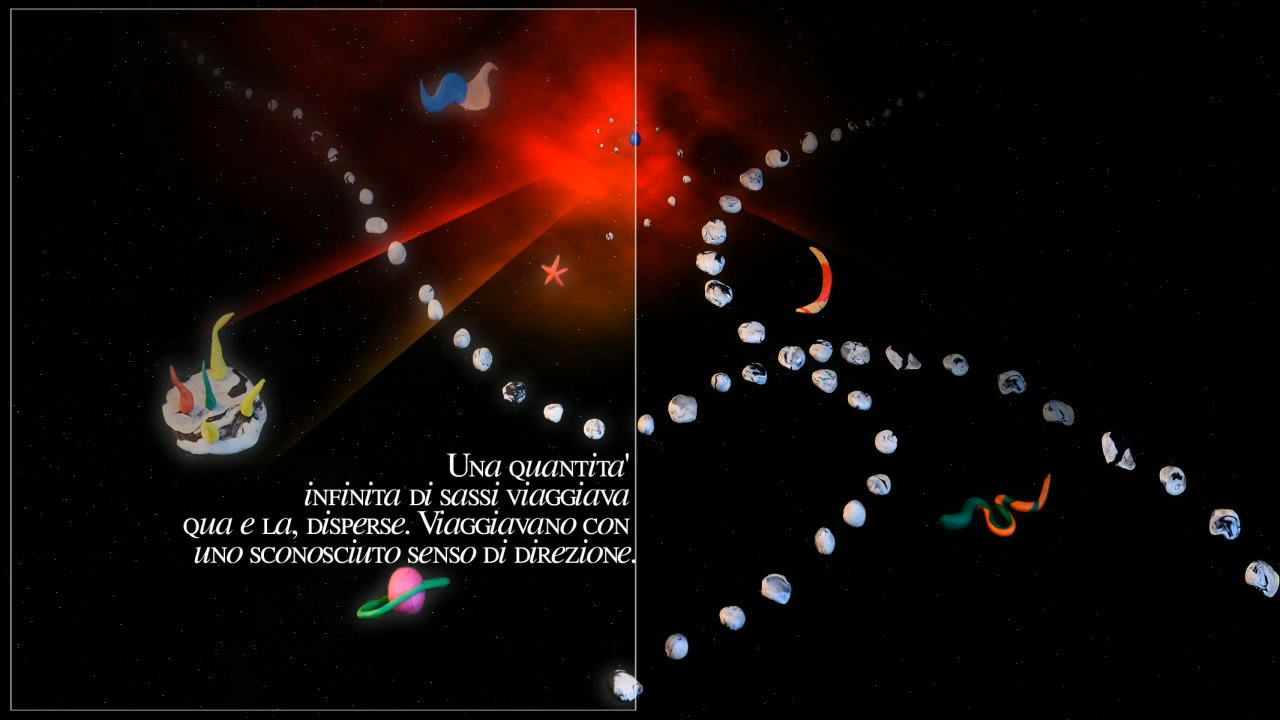 Una quantita'
infinita di sassi viaggiava
qua e la, disperse. Viaggiavano con
uno sconosciuto senso di direzione.